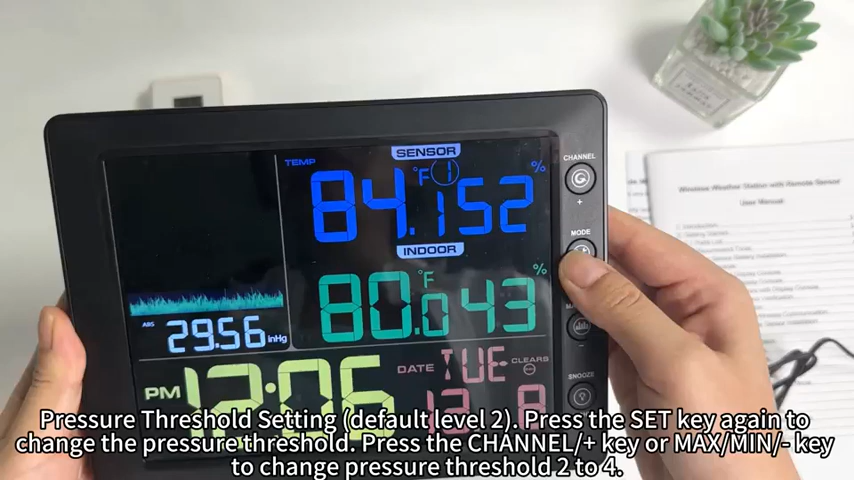 SENSOR
TEMP
84.1 °F 1 52 %
CHANNEL
+
INDOOR
MODE
80.0 °F 43 %
ABS 29.56 inHg
-
PM 12:06
DATE TUE CLEARS
SNOOZE
Wireless Weather Station with Remote Sensor
User Manual
Pressure Threshold Setting (default level 2). Press the SET key again to
change the pressure threshold. Press the CHANNEL/+ key or MAX/MIN/- key
to change pressure threshold 2 to 4.